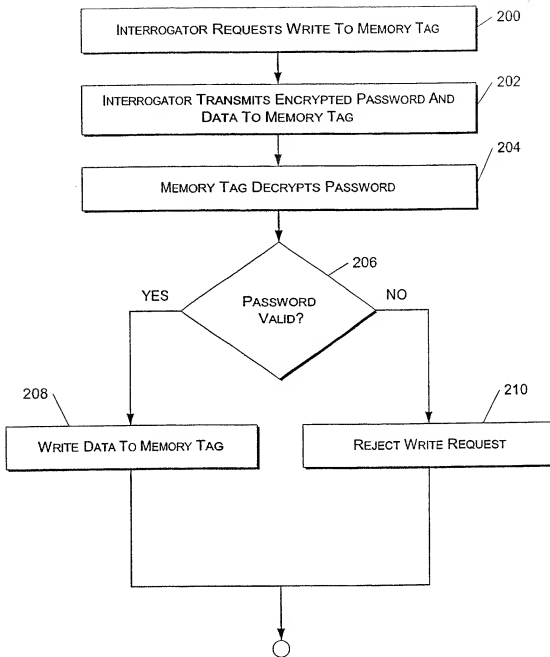 200
INTERROGATOR REQUESTS WRITE TO MEMORY TAG
202
INTERROGATOR TRANSMITS ENCRYPTED PASSWORD AND
DATA TO MEMORY TAG
204
MEMORY TAG DECRYPTS PASSWORD
206
YES
PASSWORD
VALID?
NO
208
WRITE DATA TO MEMORY TAG
210
REJECT WRITE REQUEST